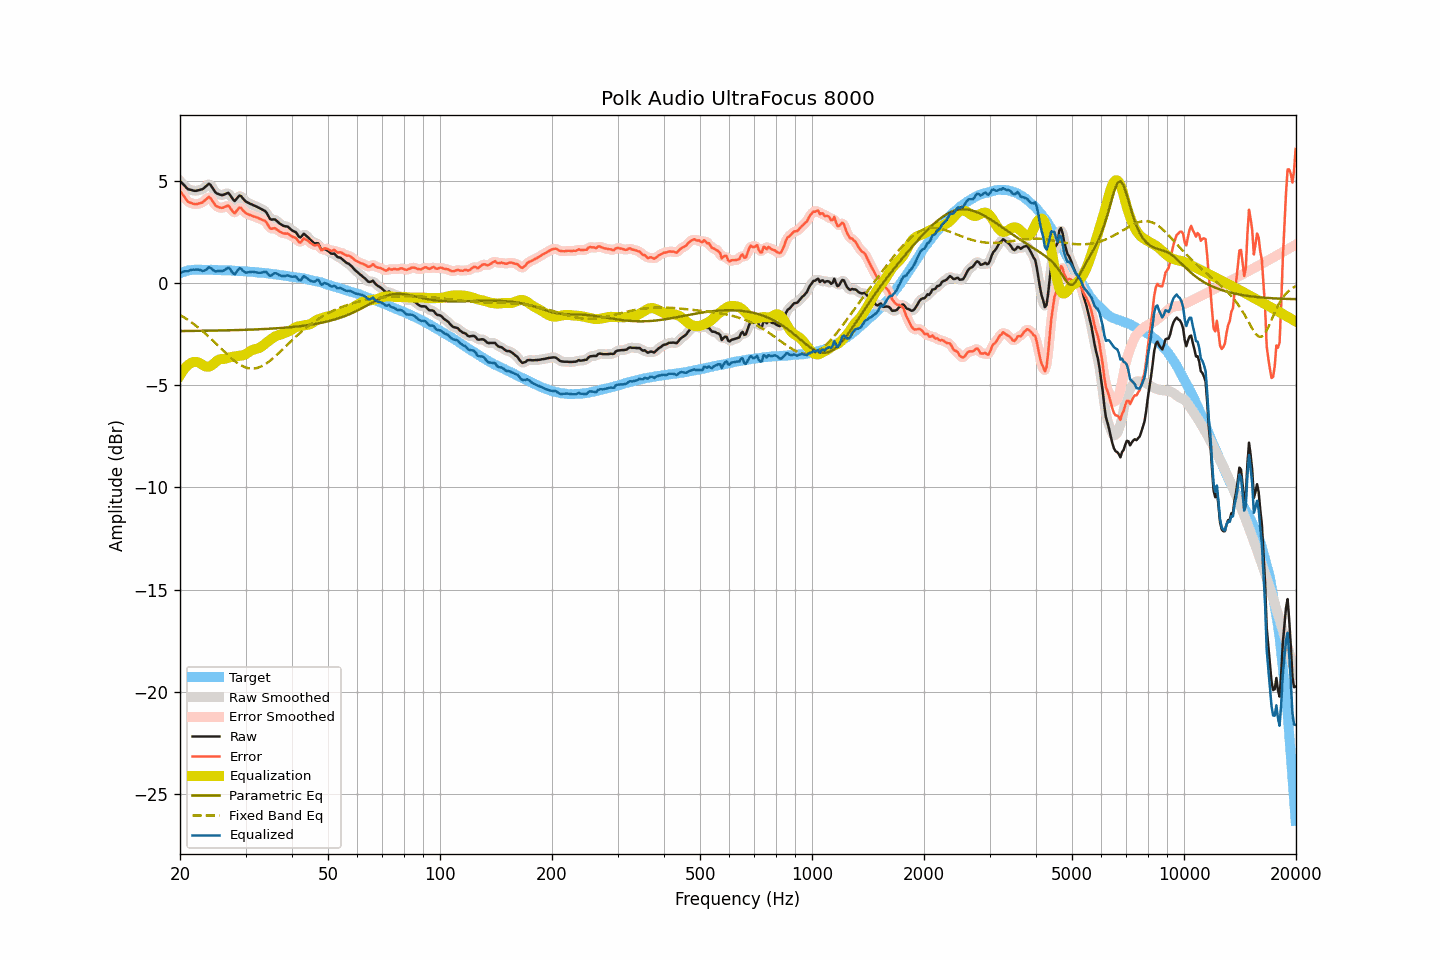 Polk Audio UltraFocus 8000
Amplitude (dBr)
5
0
−5
−10
−15
−20
−25
Target
Raw Smoothed
Error Smoothed
Raw
Error
Equalization
Parametric Eq
Fixed Band Eq
Equalized
20 50 100 200 500 1000 2000 5000 10000 20000
Frequency (Hz)